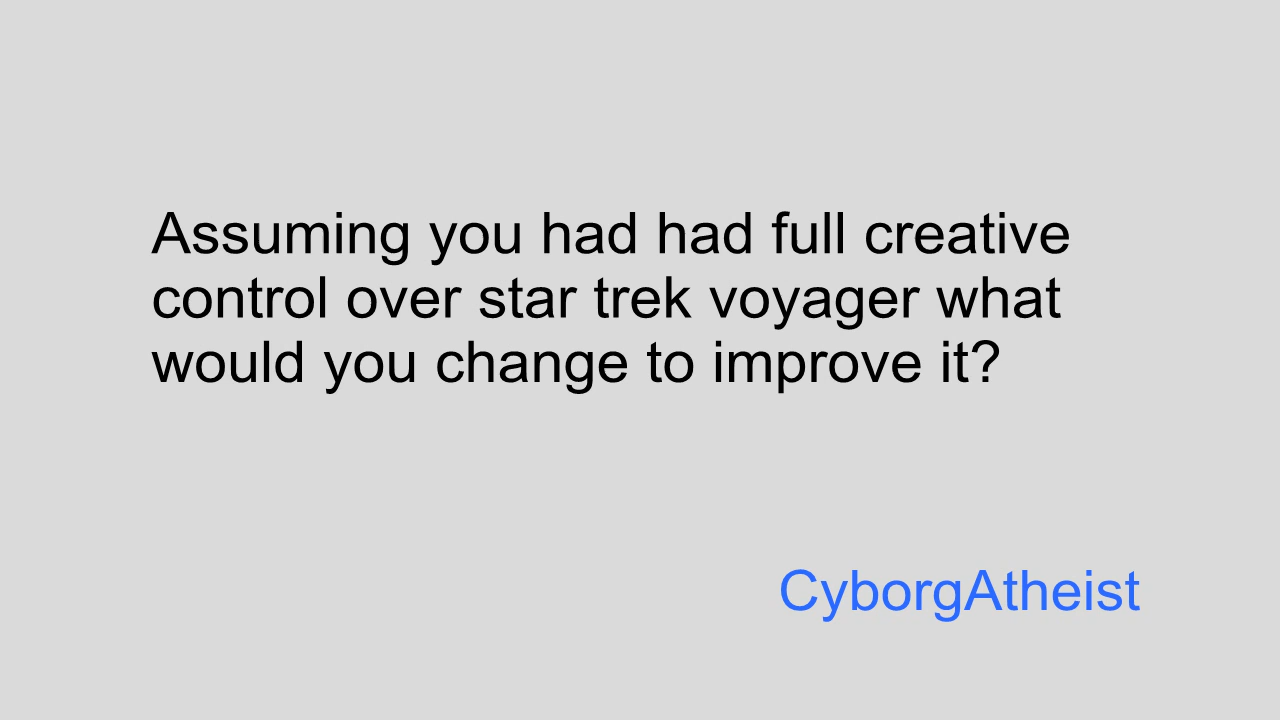 Assuming you had had full creative
control over star trek voyager what
would you change to improve it?
CyborgAtheist